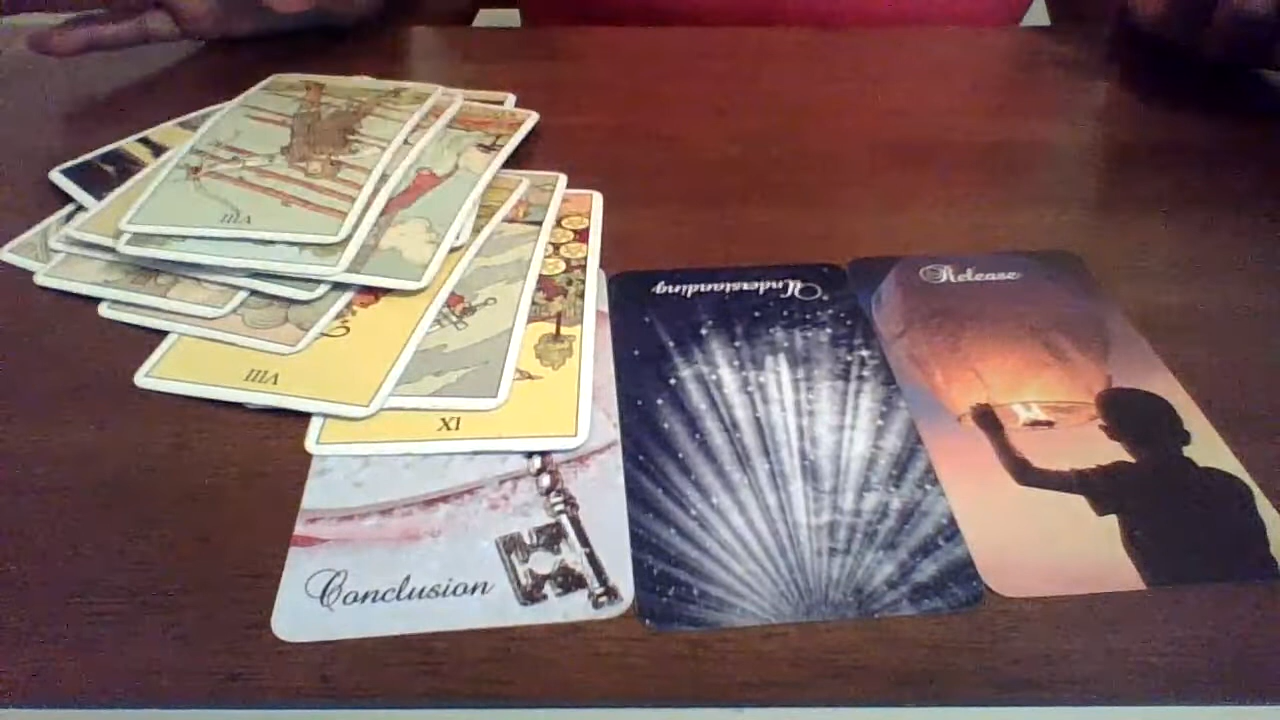 VIII
VIII
IX
Conclusion
Understanding
Release